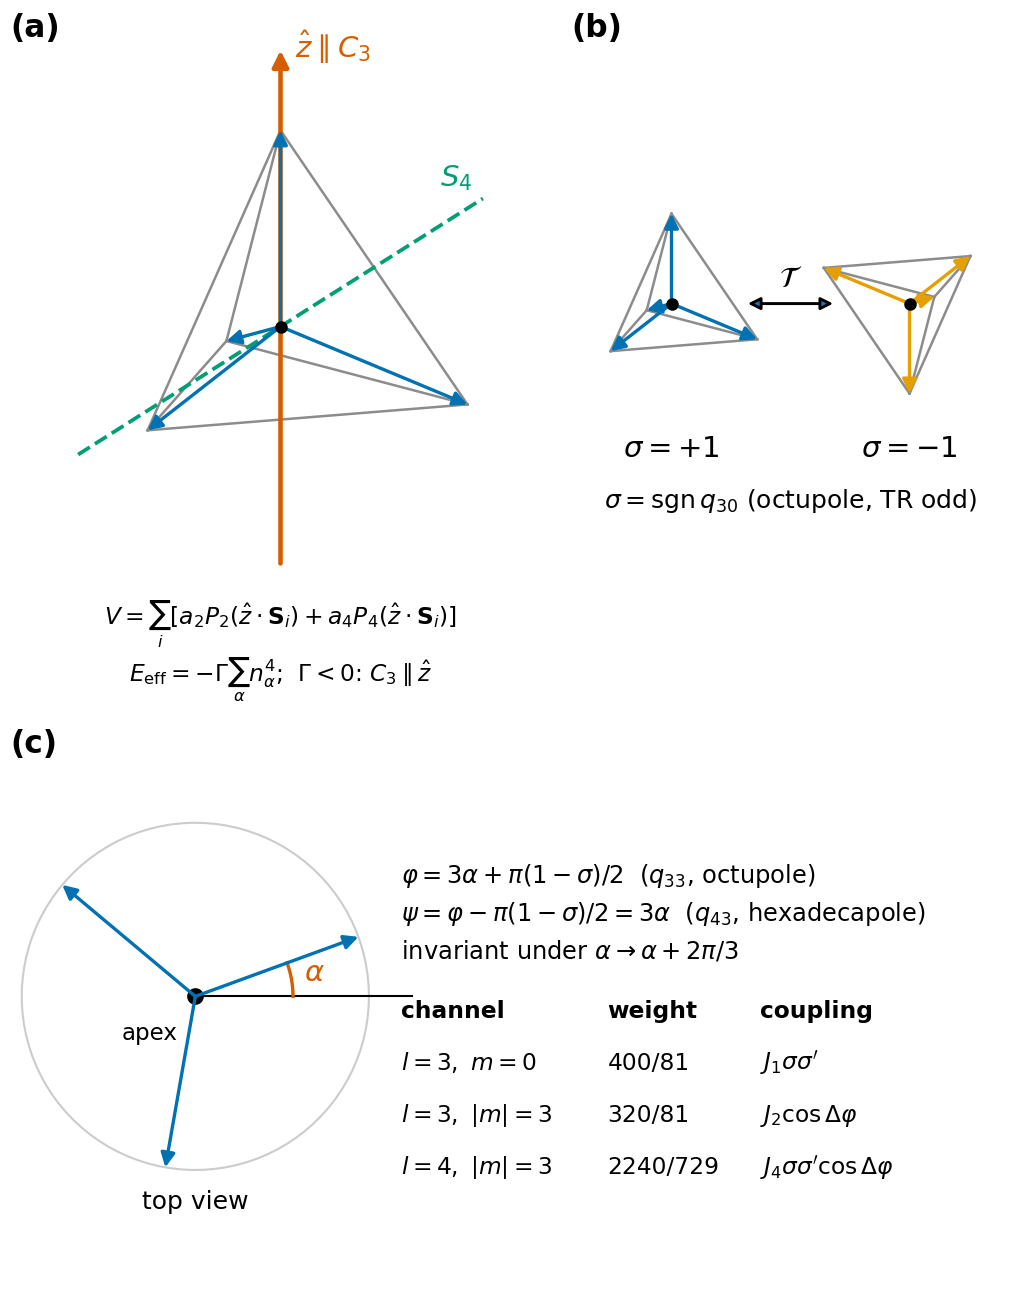 (a)
ẑ ∥ C₃
S₄
V = ∑ᵢ [a₂P₂(ẑ · 𝐒ᵢ) + a₄P₄(ẑ · 𝐒ᵢ)]
E_eff = −Γ ∑_α n_α⁴; Γ < 0: C₃ ∥ ẑ
(b)
𝒯
σ = +1
σ = −1
σ = sgn q₃₀ (octupole, TR odd)
(c)
α
apex
top view
φ = 3α + π(1 − σ)/2 (q₃₃, octupole)
ψ = φ − π(1 − σ)/2 = 3α (q₄₃, hexadecapole)
invariant under α → α + 2π/3
channel weight coupling
l = 3, m = 0 400/81 J₁σσ′
l = 3, |m| = 3 320/81 J₂ cos Δφ
l = 4, |m| = 3 2240/729 J₄σσ′ cos Δφ